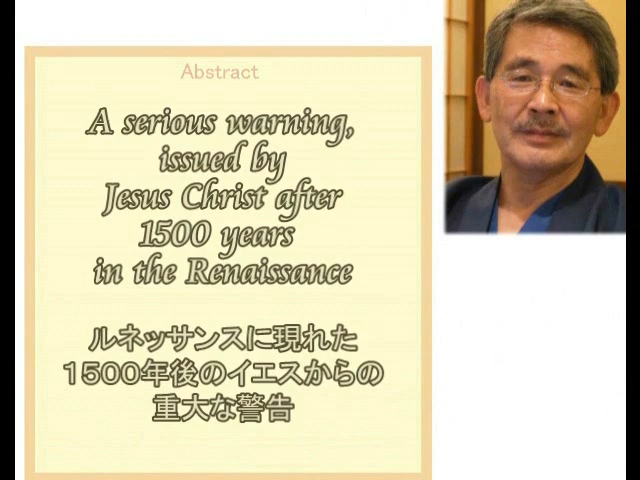 Abstract
A serious warning,
issued by
Jesus Christ after
1500 years
in the Renaissance
ルネッサンスに現れた
１５００年後のイエスからの
重大な警告